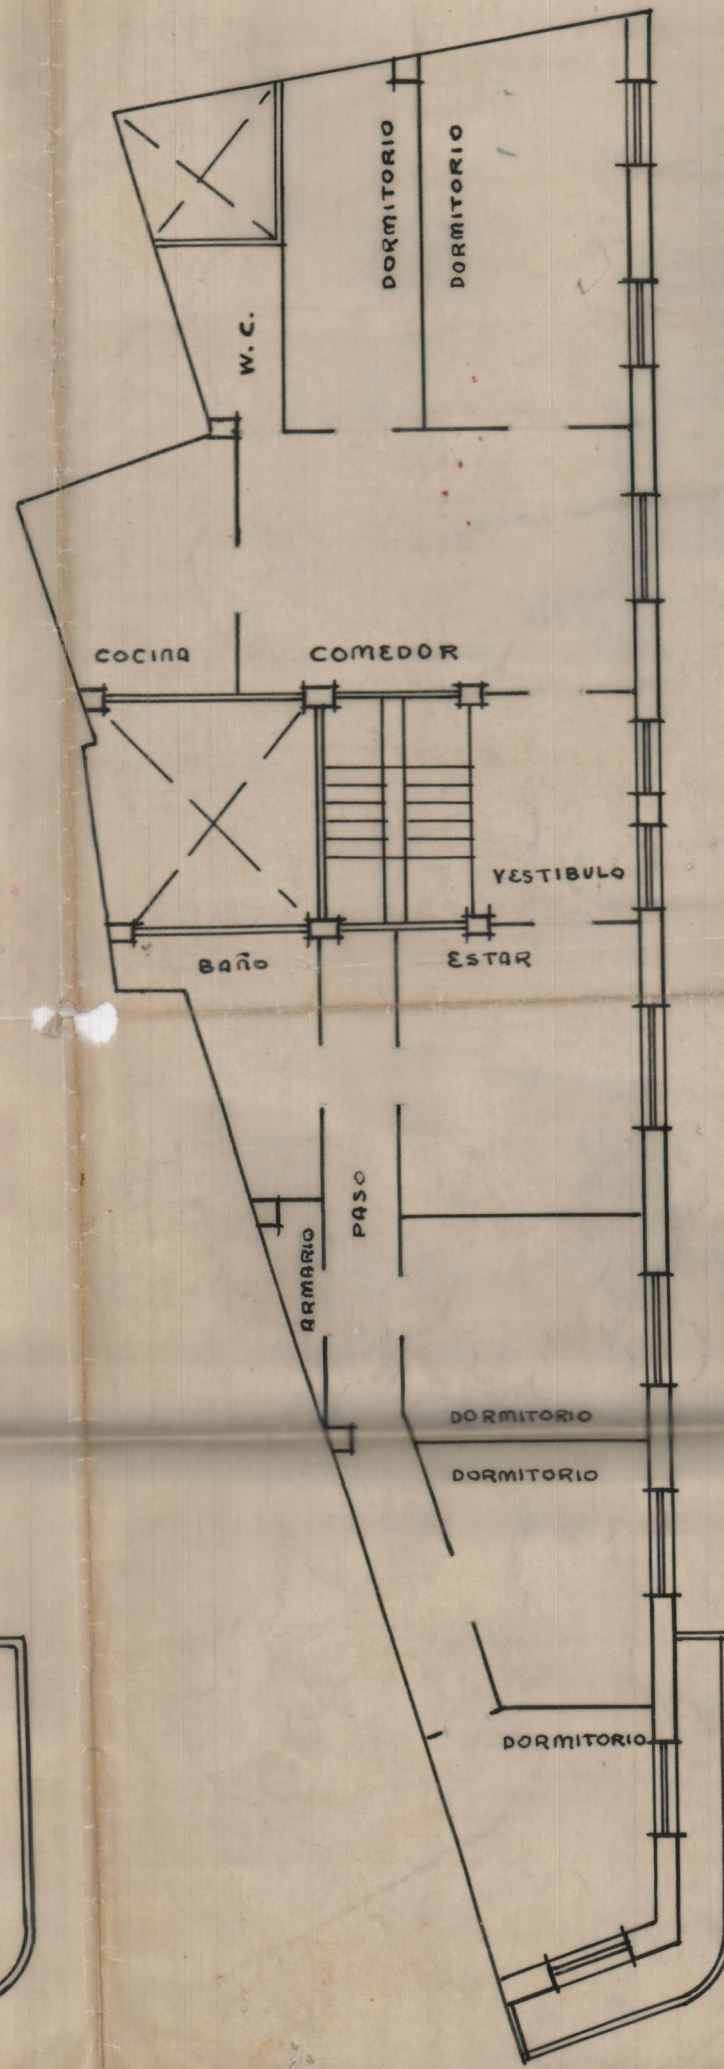 DORMITORIO
DORMITORIO
W. C.
COCINA
COMEDOR
VESTIBULO
BAÑO
ESTAR
PASO
ARMARIO
DORMITORIO
DORMITORIO
DORMITORIO